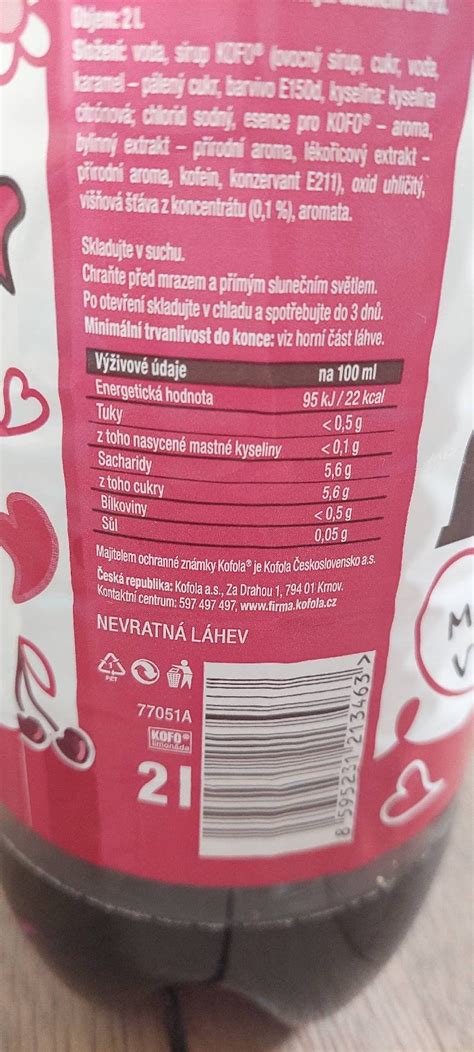 Objem: 2 l
Složení: voda, sirup KOFO® (ovocný sirup, cukr, voda,
karamel – pálený cukr, barvivo E150d, kyselina: kyselina
citrónová, chlorid sodný, esence pro KOFO® – aroma,
bylinný extrakt – přírodní aroma, lékořicový extrakt –
přírodní aroma, kofein, konzervant E211), oxid uhličitý,
višňová šťáva z koncentrátu (0,1 %), aromata.
Skladujte v suchu.
Chraňte před mrazem a přímým slunečním světlem.
Po otevření skladujte v chladu a spotřebujte do 3 dnů.
Minimální trvanlivost do konce: viz horní část láhve.
Výživové údaje na 100 ml
Energetická hodnota 95 kJ / 22 kcal
Tuky < 0,5 g
z toho nasycené mastné kyseliny < 0,1 g
Sacharidy 5,6 g
z toho cukry 5,6 g
Bílkoviny < 0,5 g
Sůl 0,05 g
Majitelem ochranné známky Kofola® je Kofola Československo a.s.
Česká republika: Kofola a.s., Za Drahou 1, 794 01 Krnov.
Kontaktní centrum: 597 497 497, www.firma.kofola.cz
NEVRATNÁ LÁHEV
1
PET
77051A
KOFO®
limonáda
2 l
8 595231 213463 >
M
V